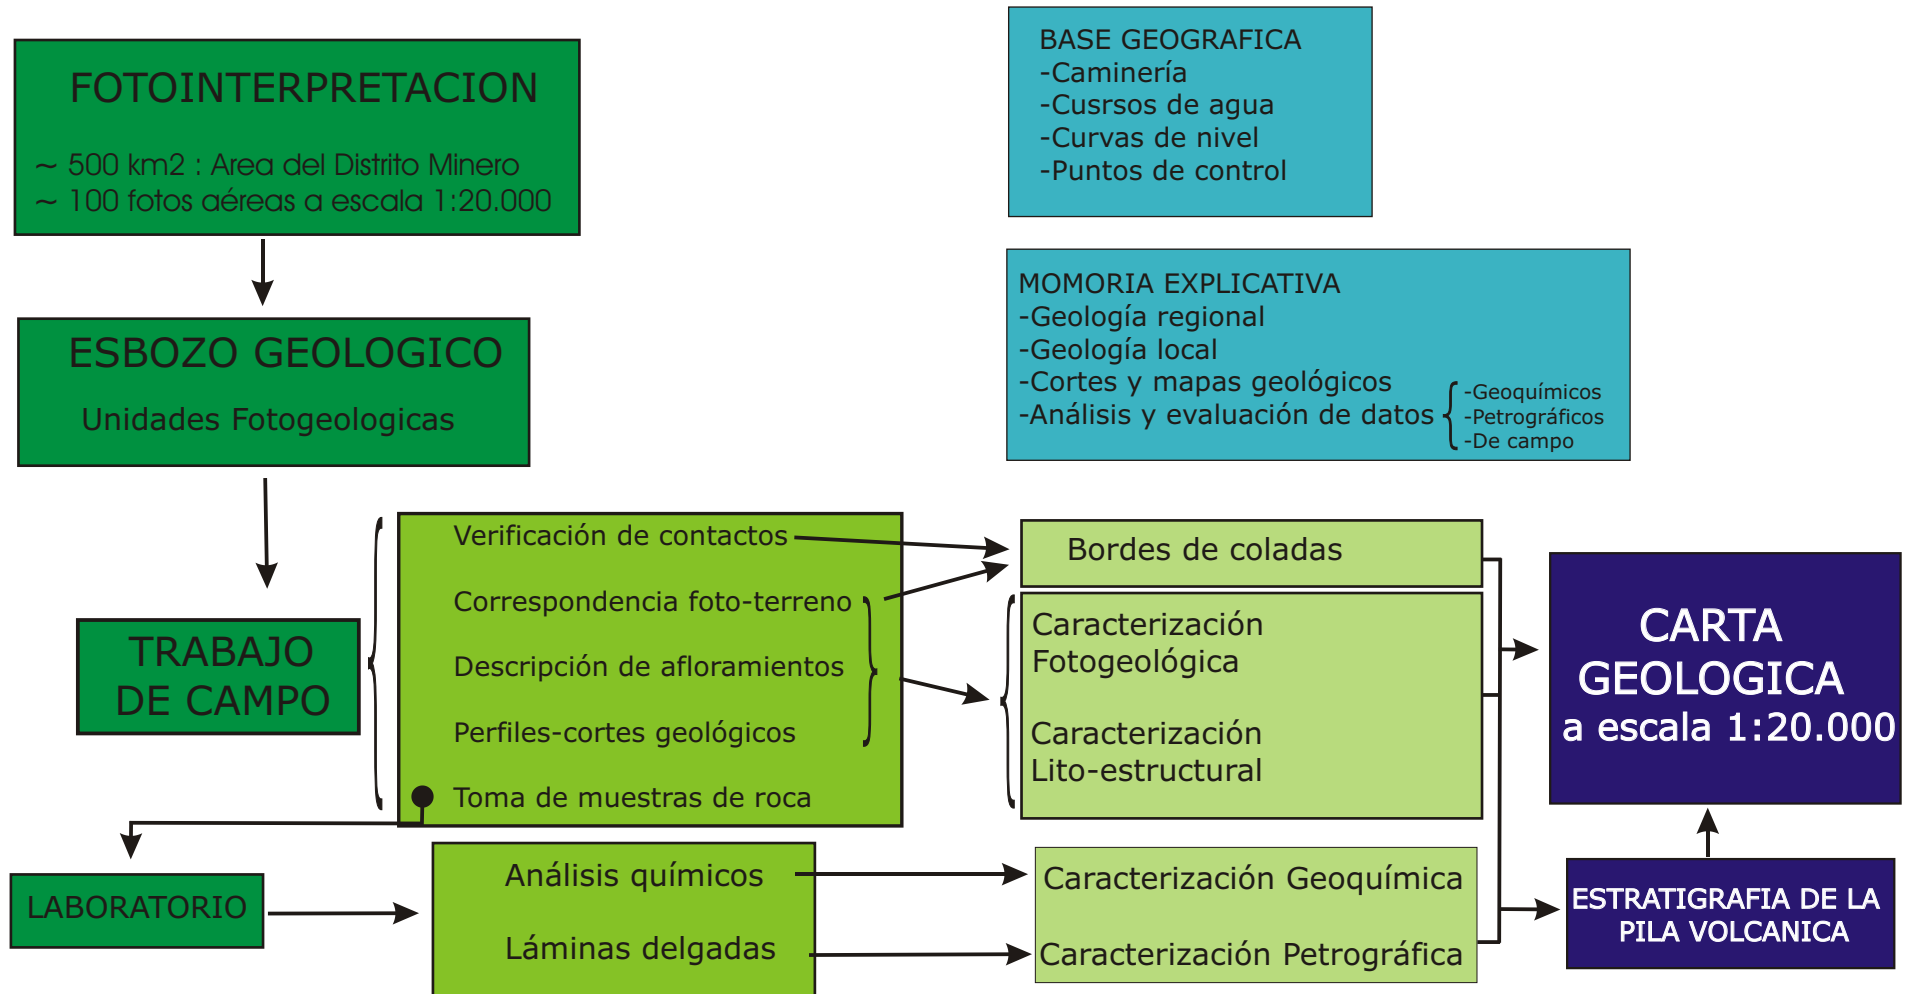 FOTOINTERPRETACION
~ 500 km2 : Area del Distrito Minero
~ 100 fotos aéreas a escala 1:20.000
BASE GEOGRAFICA
-Caminería
-Cusrsos de agua
-Curvas de nivel
-Puntos de control
ESBOZO GEOLOGICO
Unidades Fotogeologicas
MOMORIA EXPLICATIVA
-Geología regional
-Geología local
-Cortes y mapas geológicos
-Análisis y evaluación de datos
-Geoquímicos
-Petrográficos
-De campo
TRABAJO
DE CAMPO
Verificación de contactos
Correspondencia foto-terreno
Descripción de afloramientos
Perfiles-cortes geológicos
Toma de muestras de roca
Bordes de coladas
Caracterización
Fotogeológica
Caracterización
Lito-estructural
CARTA
GEOLOGICA
a escala 1:20.000
LABORATORIO
Análisis químicos
Láminas delgadas
Caracterización Geoquímica
Caracterización Petrográfica
ESTRATIGRAFIA DE LA
PILA VOLCANICA